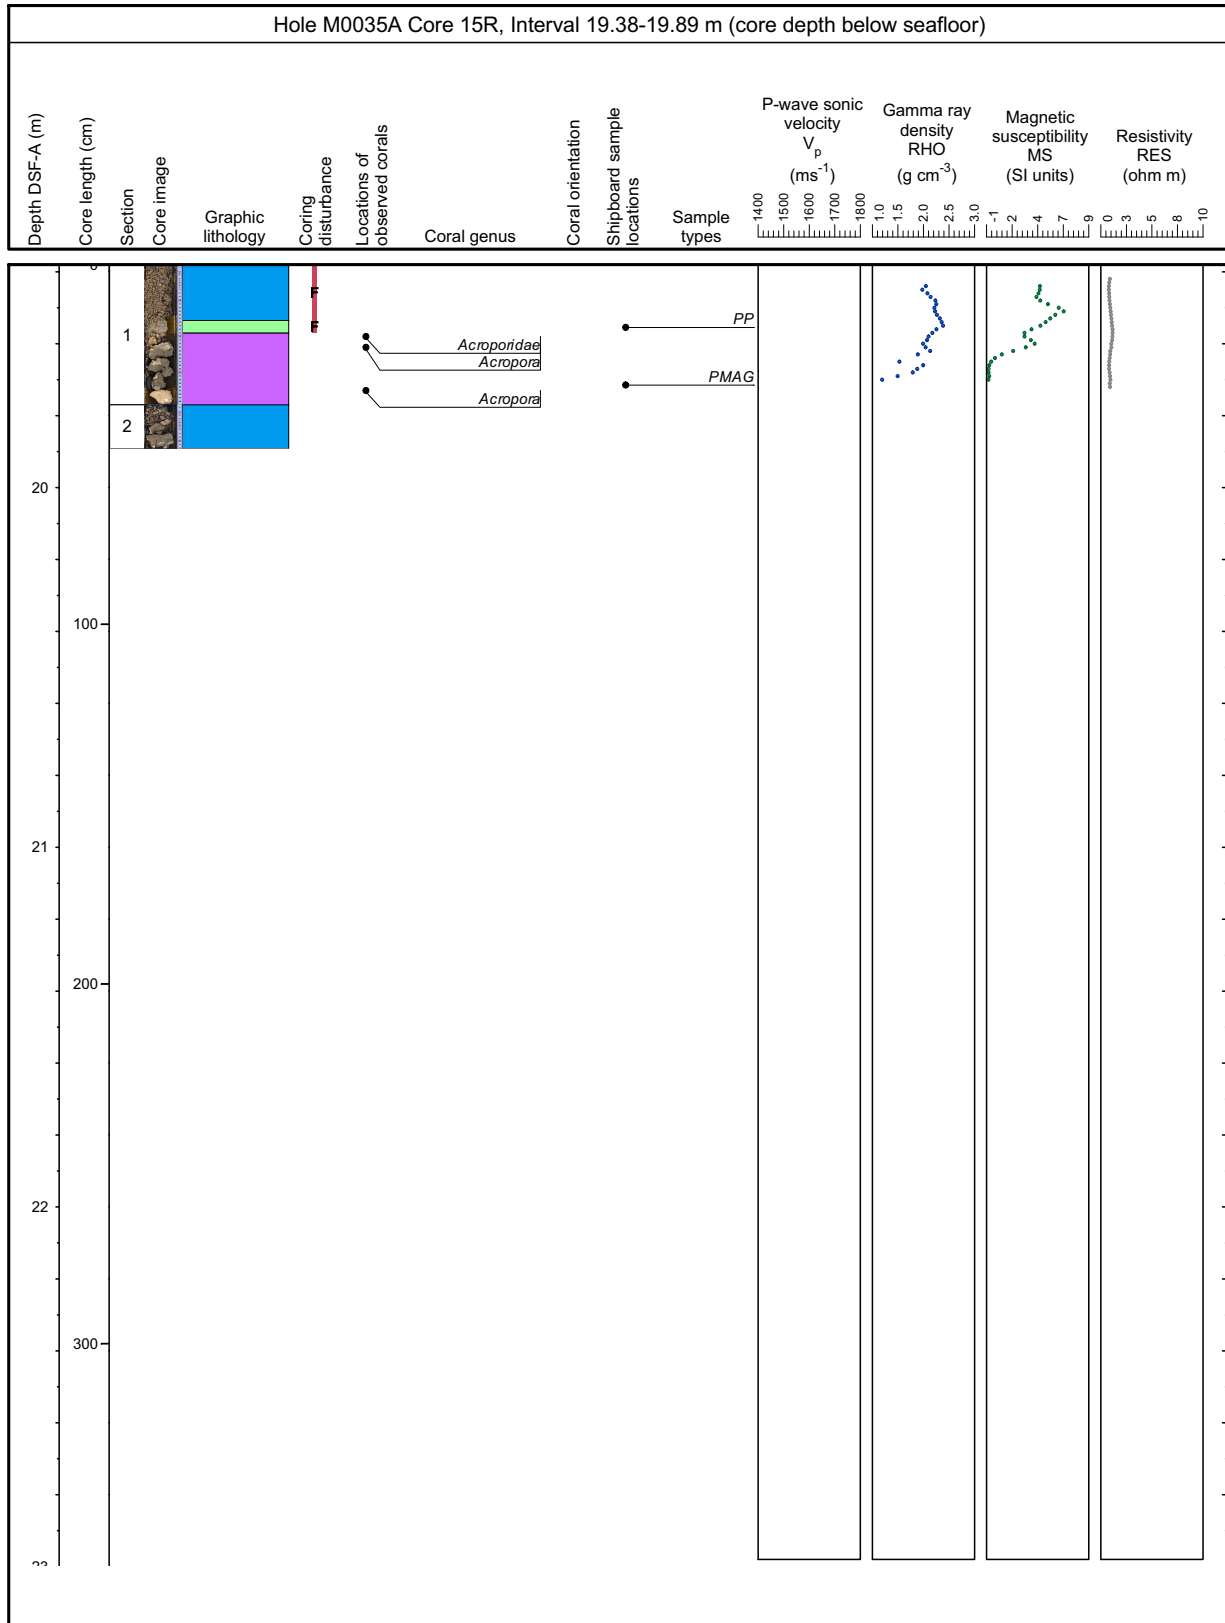 Hole M0035A Core 15R, Interval 19.38-19.89 m (core depth below seafloor)
Depth DSF-A (m)
Core length (cm)
Section
Core image
Graphic
lithology
Coring
disturbance
Locations of
observed corals
Coral genus
Coral orientation
Shipboard sample
locations
Sample
types
P-wave sonic
velocity
Vp
(ms-1)
1400 1500 1600 1700 1800
Gamma ray
density
RHO
(g cm-3)
1.0 1.5 2.0 2.5 3.0
Magnetic
susceptibility
MS
(SI units)
-1 2 4 7 9
Resistivity
RES
(ohm m)
0 3 5 8 10
0
F
PP
F
1
Acroporidae
Acropora
PMAG
Acropora
2
20
100
21
200
22
300
23